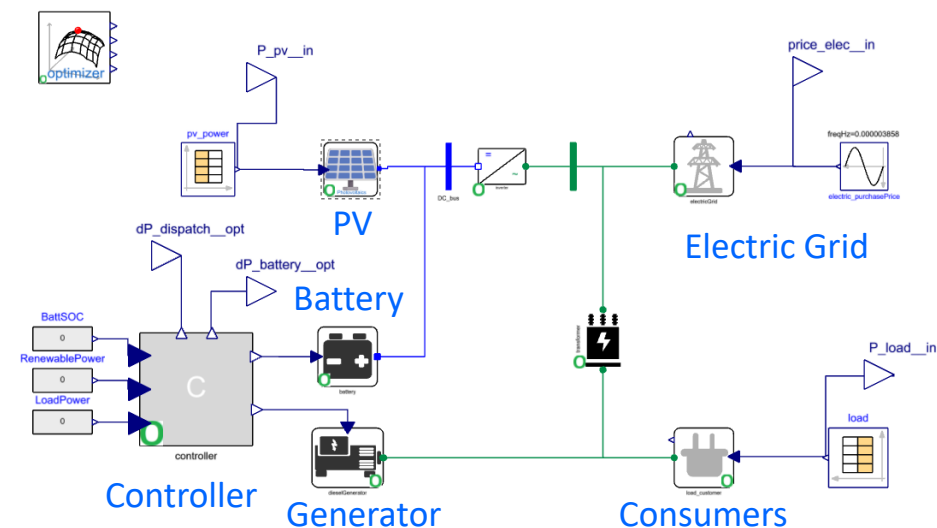 optimizer
P_pv__in
price_elec__in
pv_power
freqHz=0.000003858
DC_bus
electricGrid
electric_purchasePrice
PV
Electric Grid
dP_dispatch__opt
dP_battery__opt
Battery
BattSOC
0
RenewablePower
0
LoadPower
0
C
controller
battery
transformer
P_load__in
load
dieselGenerator
load_customer
Controller
Generator
Consumers